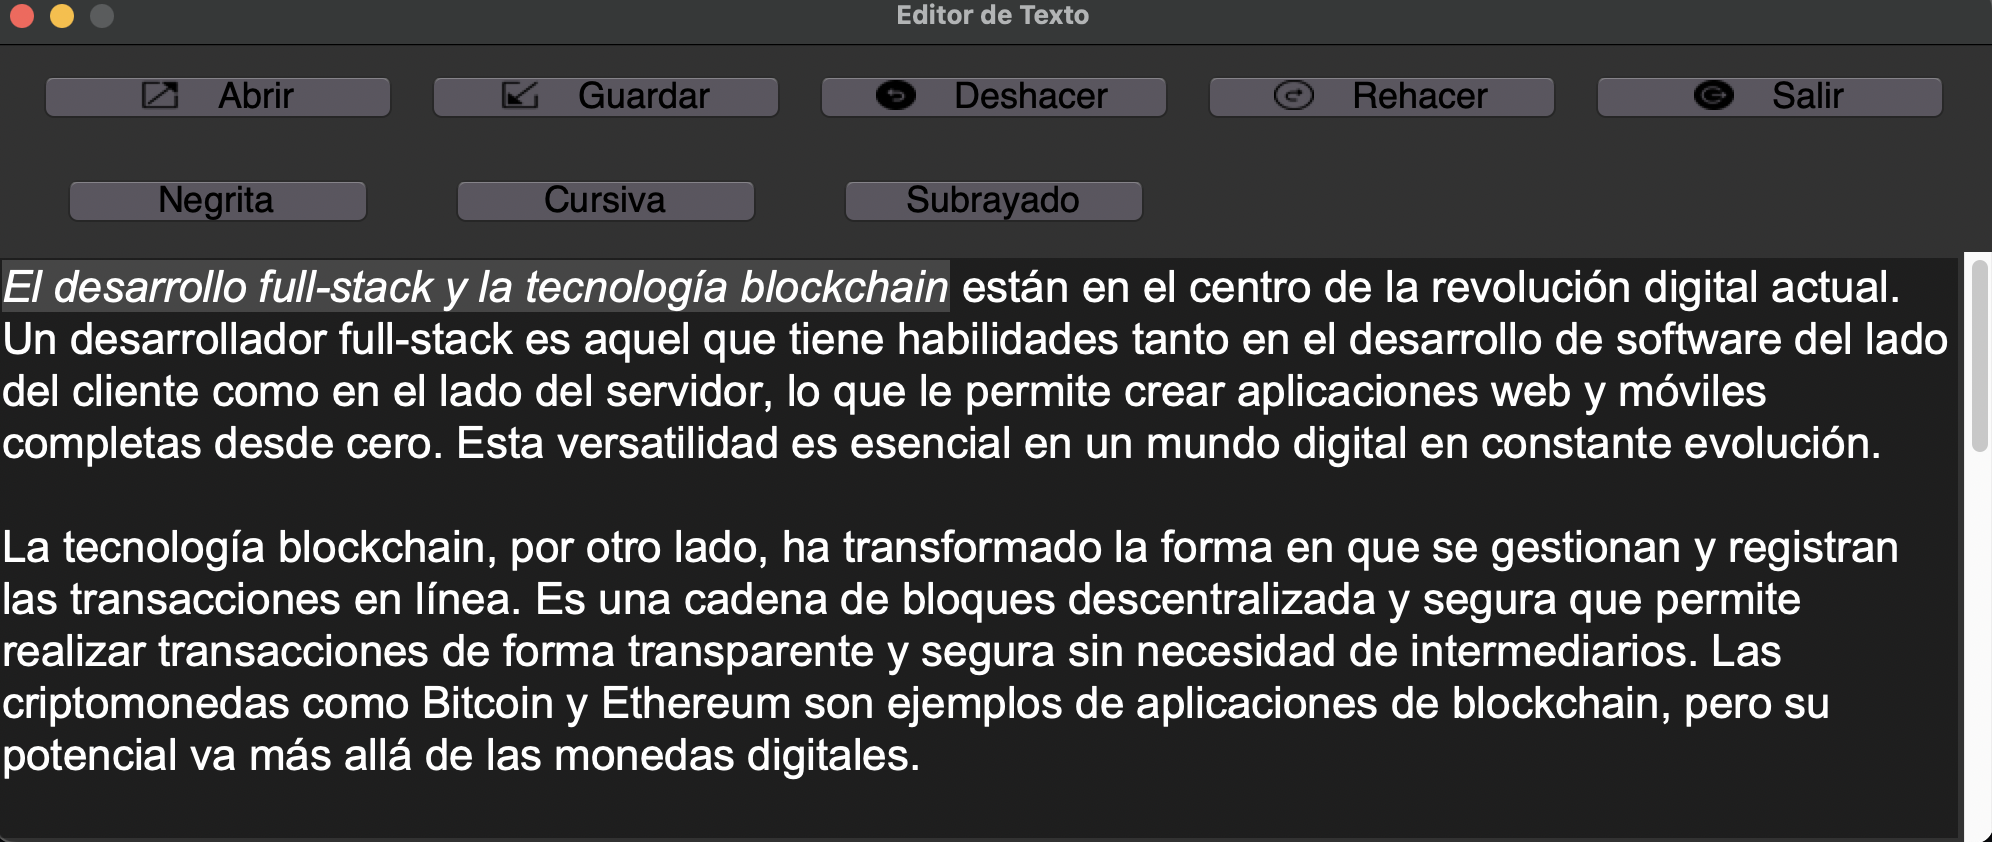 Editor de Texto
Abrir Guardar Deshacer Rehacer Salir
Negrita Cursiva Subrayado
El desarrollo full-stack y la tecnología blockchain están en el centro de la revolución digital actual.
Un desarrollador full-stack es aquel que tiene habilidades tanto en el desarrollo de software del lado
del cliente como en el lado del servidor, lo que le permite crear aplicaciones web y móviles
completas desde cero. Esta versatilidad es esencial en un mundo digital en constante evolución.
La tecnología blockchain, por otro lado, ha transformado la forma en que se gestionan y registran
las transacciones en línea. Es una cadena de bloques descentralizada y segura que permite
realizar transacciones de forma transparente y segura sin necesidad de intermediarios. Las
criptomonedas como Bitcoin y Ethereum son ejemplos de aplicaciones de blockchain, pero su
potencial va más allá de las monedas digitales.